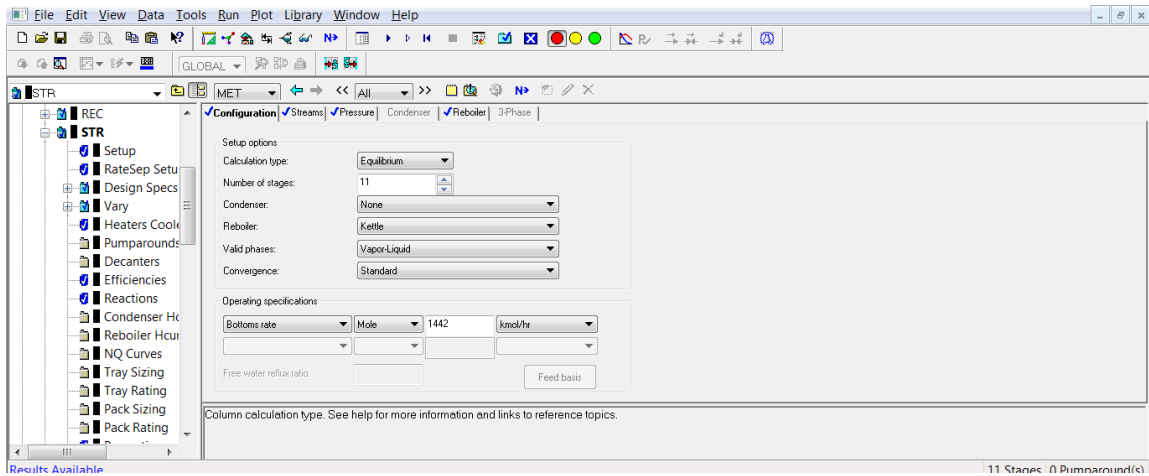 File Edit View Data Tools Run Plot Library Window Help
N>
GLOBAL
STR MET << All >> N>
REC
STR
Setup
RateSep Setu
Design Specs
Vary
Heaters Coole
Pumparounds
Decanters
Efficiencies
Reactions
Condenser Hc
Reboiler Hcur
NQ Curves
Tray Sizing
Tray Rating
Pack Sizing
Pack Rating
Configuration Streams Pressure Condenser Reboiler 3-Phase
Setup options
Calculation type: Equilibrium
Number of stages: 11
Condenser: None
Reboiler: Kettle
Valid phases: Vapor-Liquid
Convergence: Standard
Operating specifications
Bottoms rate Mole 1442 kmol/hr
Free water reflux ratio: Feed basis
Column calculation type. See help for more information and links to reference topics.
Results Available 11 Stages 0 Pumparound(s)